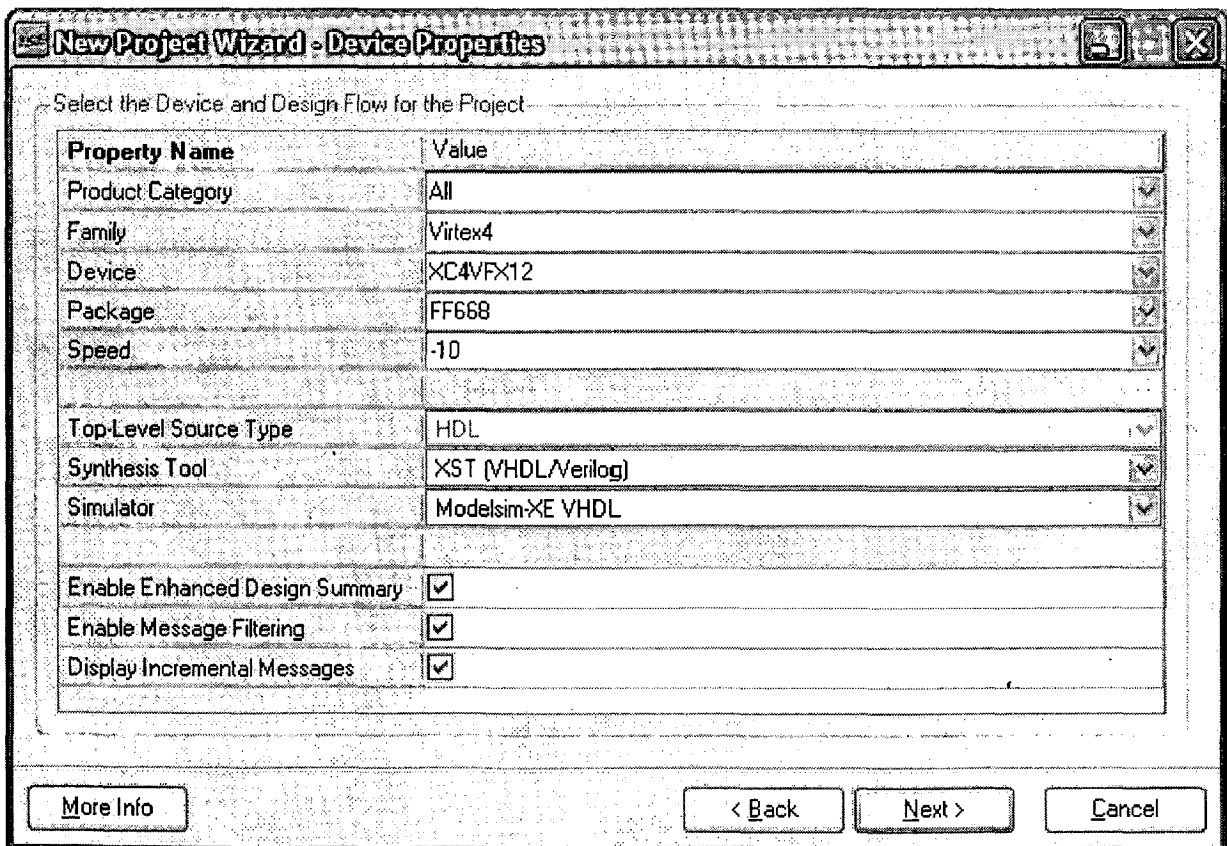 New Project Wizard - Device Properties
Select the Device and Design Flow for the Project
Property Name Value
Product Category All
Family Virtex4
Device XC4VFX12
Package FF668
Speed -10
Top-Level Source Type HDL
Synthesis Tool XST (VHDL/Verilog)
Simulator Modelsim-XE VHDL
Enable Enhanced Design Summary
Enable Message Filtering
Display Incremental Messages
More Info < Back Next > Cancel